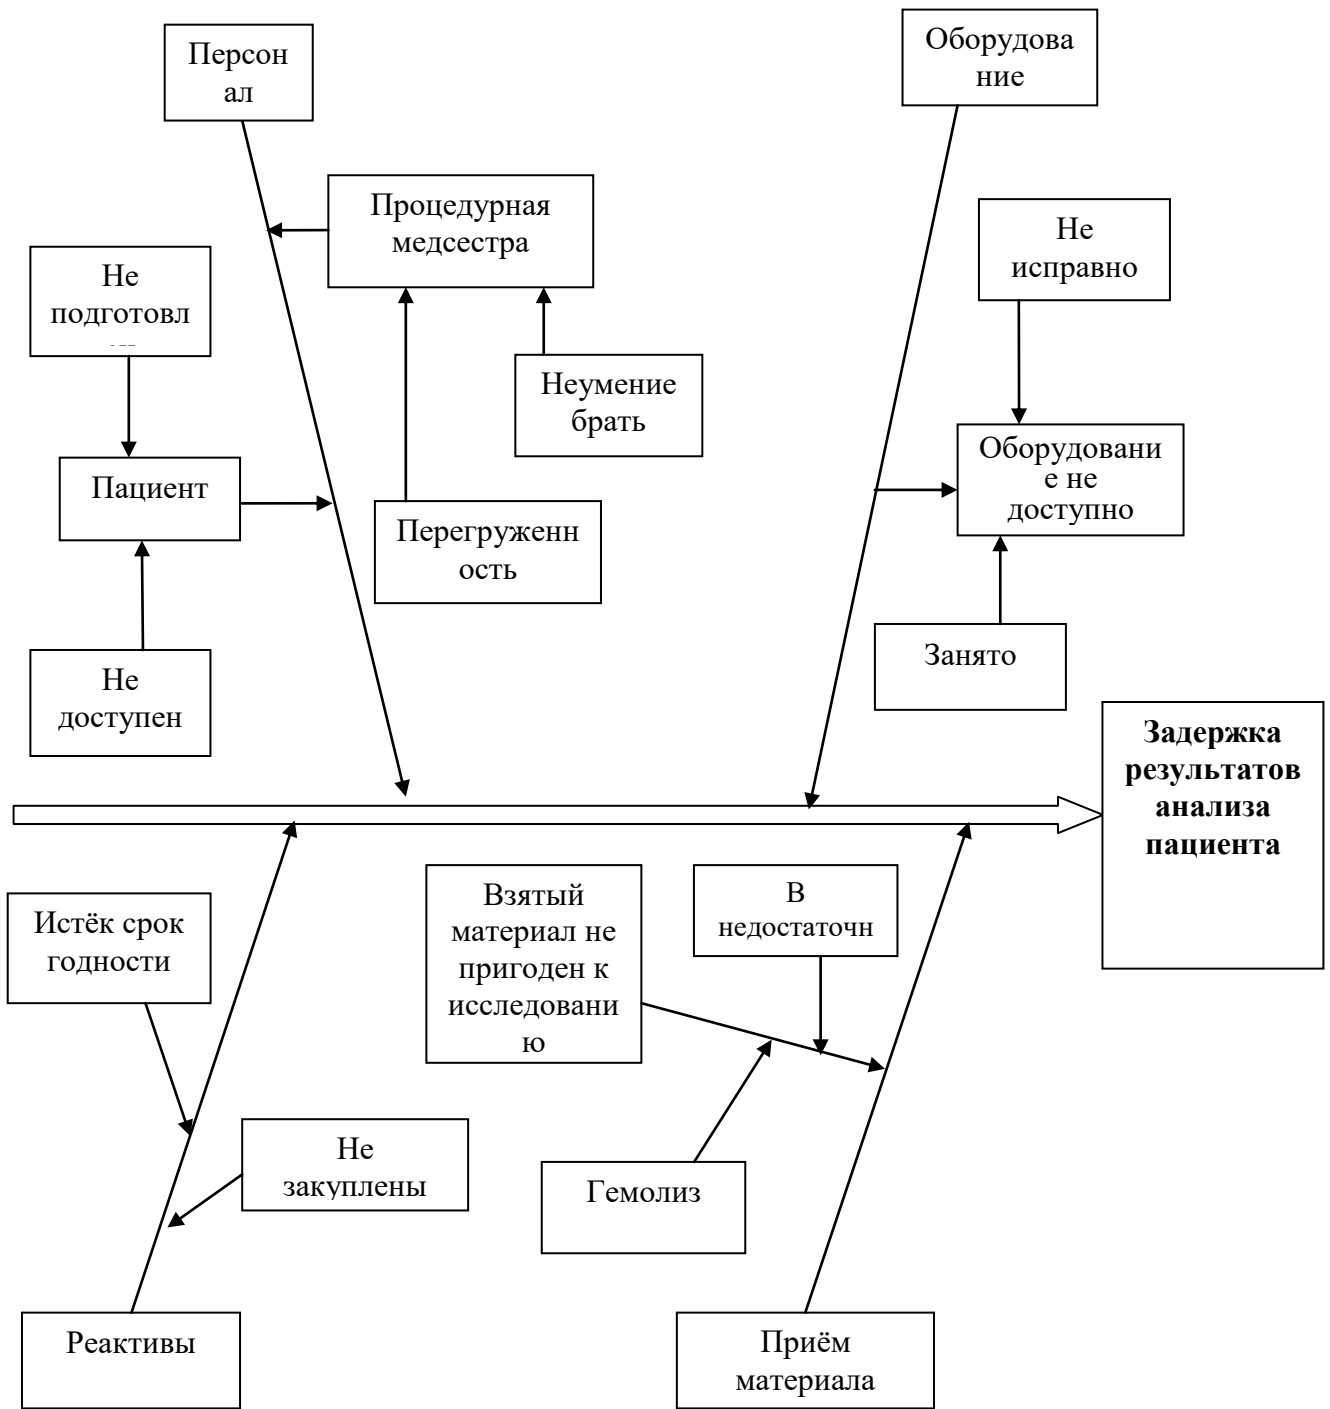 Персон
ал
Оборудова
ние
Процедурная
медсестра
Не
исправно
Не
подготовл
Неумение
брать
Оборудовани
е не
доступно
Пациент
Перегруженн
ость
Занято
Не
доступен
Задержка
результатов
анализа
пациента
Истёк срок
годности
Взятый
материал не
пригоден к
исследовани
ю
В
недостаточн
Не
закуплены
Гемолиз
Реактивы
Приём
материала